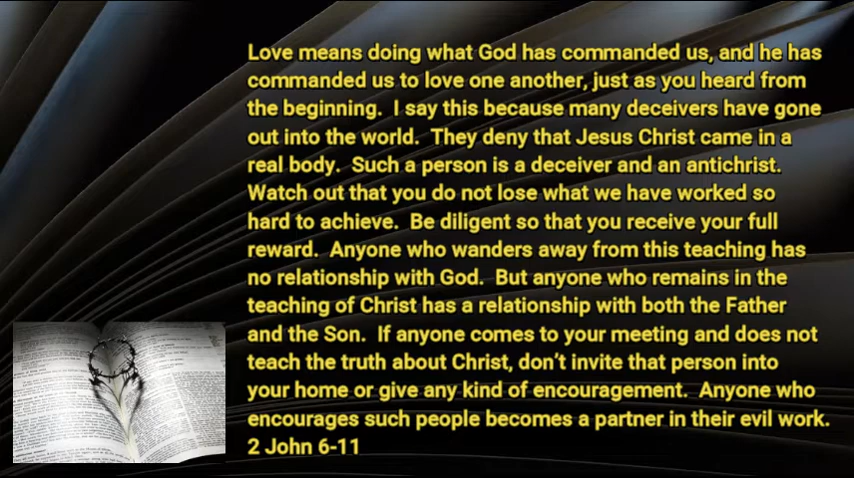 Love means doing what God has commanded us, and he has
commanded us to love one another, just as you heard from
the beginning.  I say this because many deceivers have gone
out into the world.  They deny that Jesus Christ came in a
real body.  Such a person is a deceiver and an antichrist.
Watch out that you do not lose what we have worked so
hard to achieve.  Be diligent so that you receive your full
reward.  Anyone who wanders away from this teaching has
no relationship with God.  But anyone who remains in the
teaching of Christ has a relationship with both the Father
and the Son.  If anyone comes to your meeting and does not
teach the truth about Christ, don’t invite that person into
your home or give any kind of encouragement.  Anyone who
encourages such people becomes a partner in their evil work.
2 John 6-11